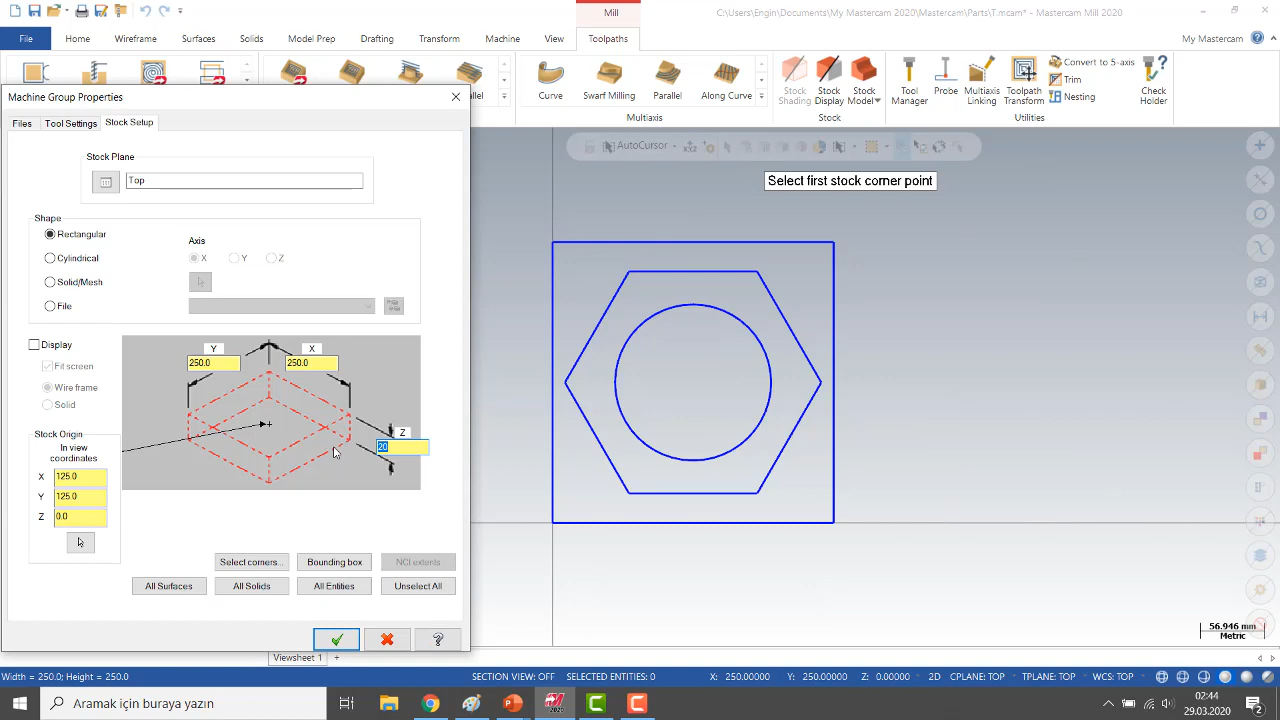 Mill
C:\Users\Engin\Documents\My Mastercam 2020\Mastercam\Parts\T.mcam* - Mastercam Mill 2020
File
Home
Wireframe
Surfaces
Solids
Model Prep
Drafting
Transform
Machine
View
Toolpaths
My Mastercam
Curve
Swarf Milling
Parallel
Along Curve
Multiaxis
Stock Shading
Stock Display
Stock Model
Stock
Tool Manager
Probe
Multiaxis Linking
Toolpath Transform
Convert to 5-axis
Trim
Nesting
Utilities
Check Holder
Machine Group Properties
Files
Tool Settings
Stock Setup
Stock Plane
Top
Shape
Rectangular
Cylindrical
Solid/Mesh
File
Axis
X
Y
Z
Display
Fit screen
Wire frame
Solid
Y
250.0
X
250.0
Z
20
Stock Origin
In view coordinates
X 125.0
Y 125.0
Z 0.0
Select corners...
Bounding box
NCI extents
All Surfaces
All Solids
All Entities
Unselect All
AutoCursor
Select first stock corner point
56.946 mm
Metric
Viewsheet 1
+
Width = 250.0; Height = 250.0
SECTION VIEW: OFF
SELECTED ENTITIES: 0
X: 250.00000
Y: 250.00000
Z: 0.00000
2D
CPLANE: TOP
TPLANE: TOP
WCS: TOP
Aramak için buraya yazın
2020
02:44
29.03.2020
2